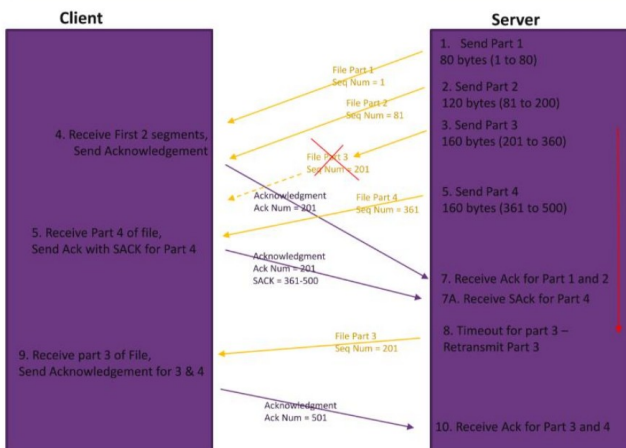 Client
Server
1. Send Part 1
80 bytes (1 to 80)
File Part 1
Seq Num = 1
2. Send Part 2
120 bytes (81 to 200)
File Part 2
Seq Num = 81
3. Send Part 3
160 bytes (201 to 360)
4. Receive First 2 segments,
Send Acknowledgement
File Part 3
Seq Num = 201
Acknowledgment
Ack Num = 201
File Part 4
Seq Num = 361
5. Send Part 4
160 bytes (361 to 500)
5. Receive Part 4 of file,
Send Ack with SACK for Part 4
Acknowledgment
Ack Num = 201
SACK = 361-500
7. Receive Ack for Part 1 and 2
7A. Receive SAck for Part 4
File Part 3
Seq Num = 201
8. Timeout for part 3 –
Retransmit Part 3
9. Receive part 3 of File,
Send Acknowledgement for 3 & 4
Acknowledgment
Ack Num = 501
10. Receive Ack for Part 3 and 4